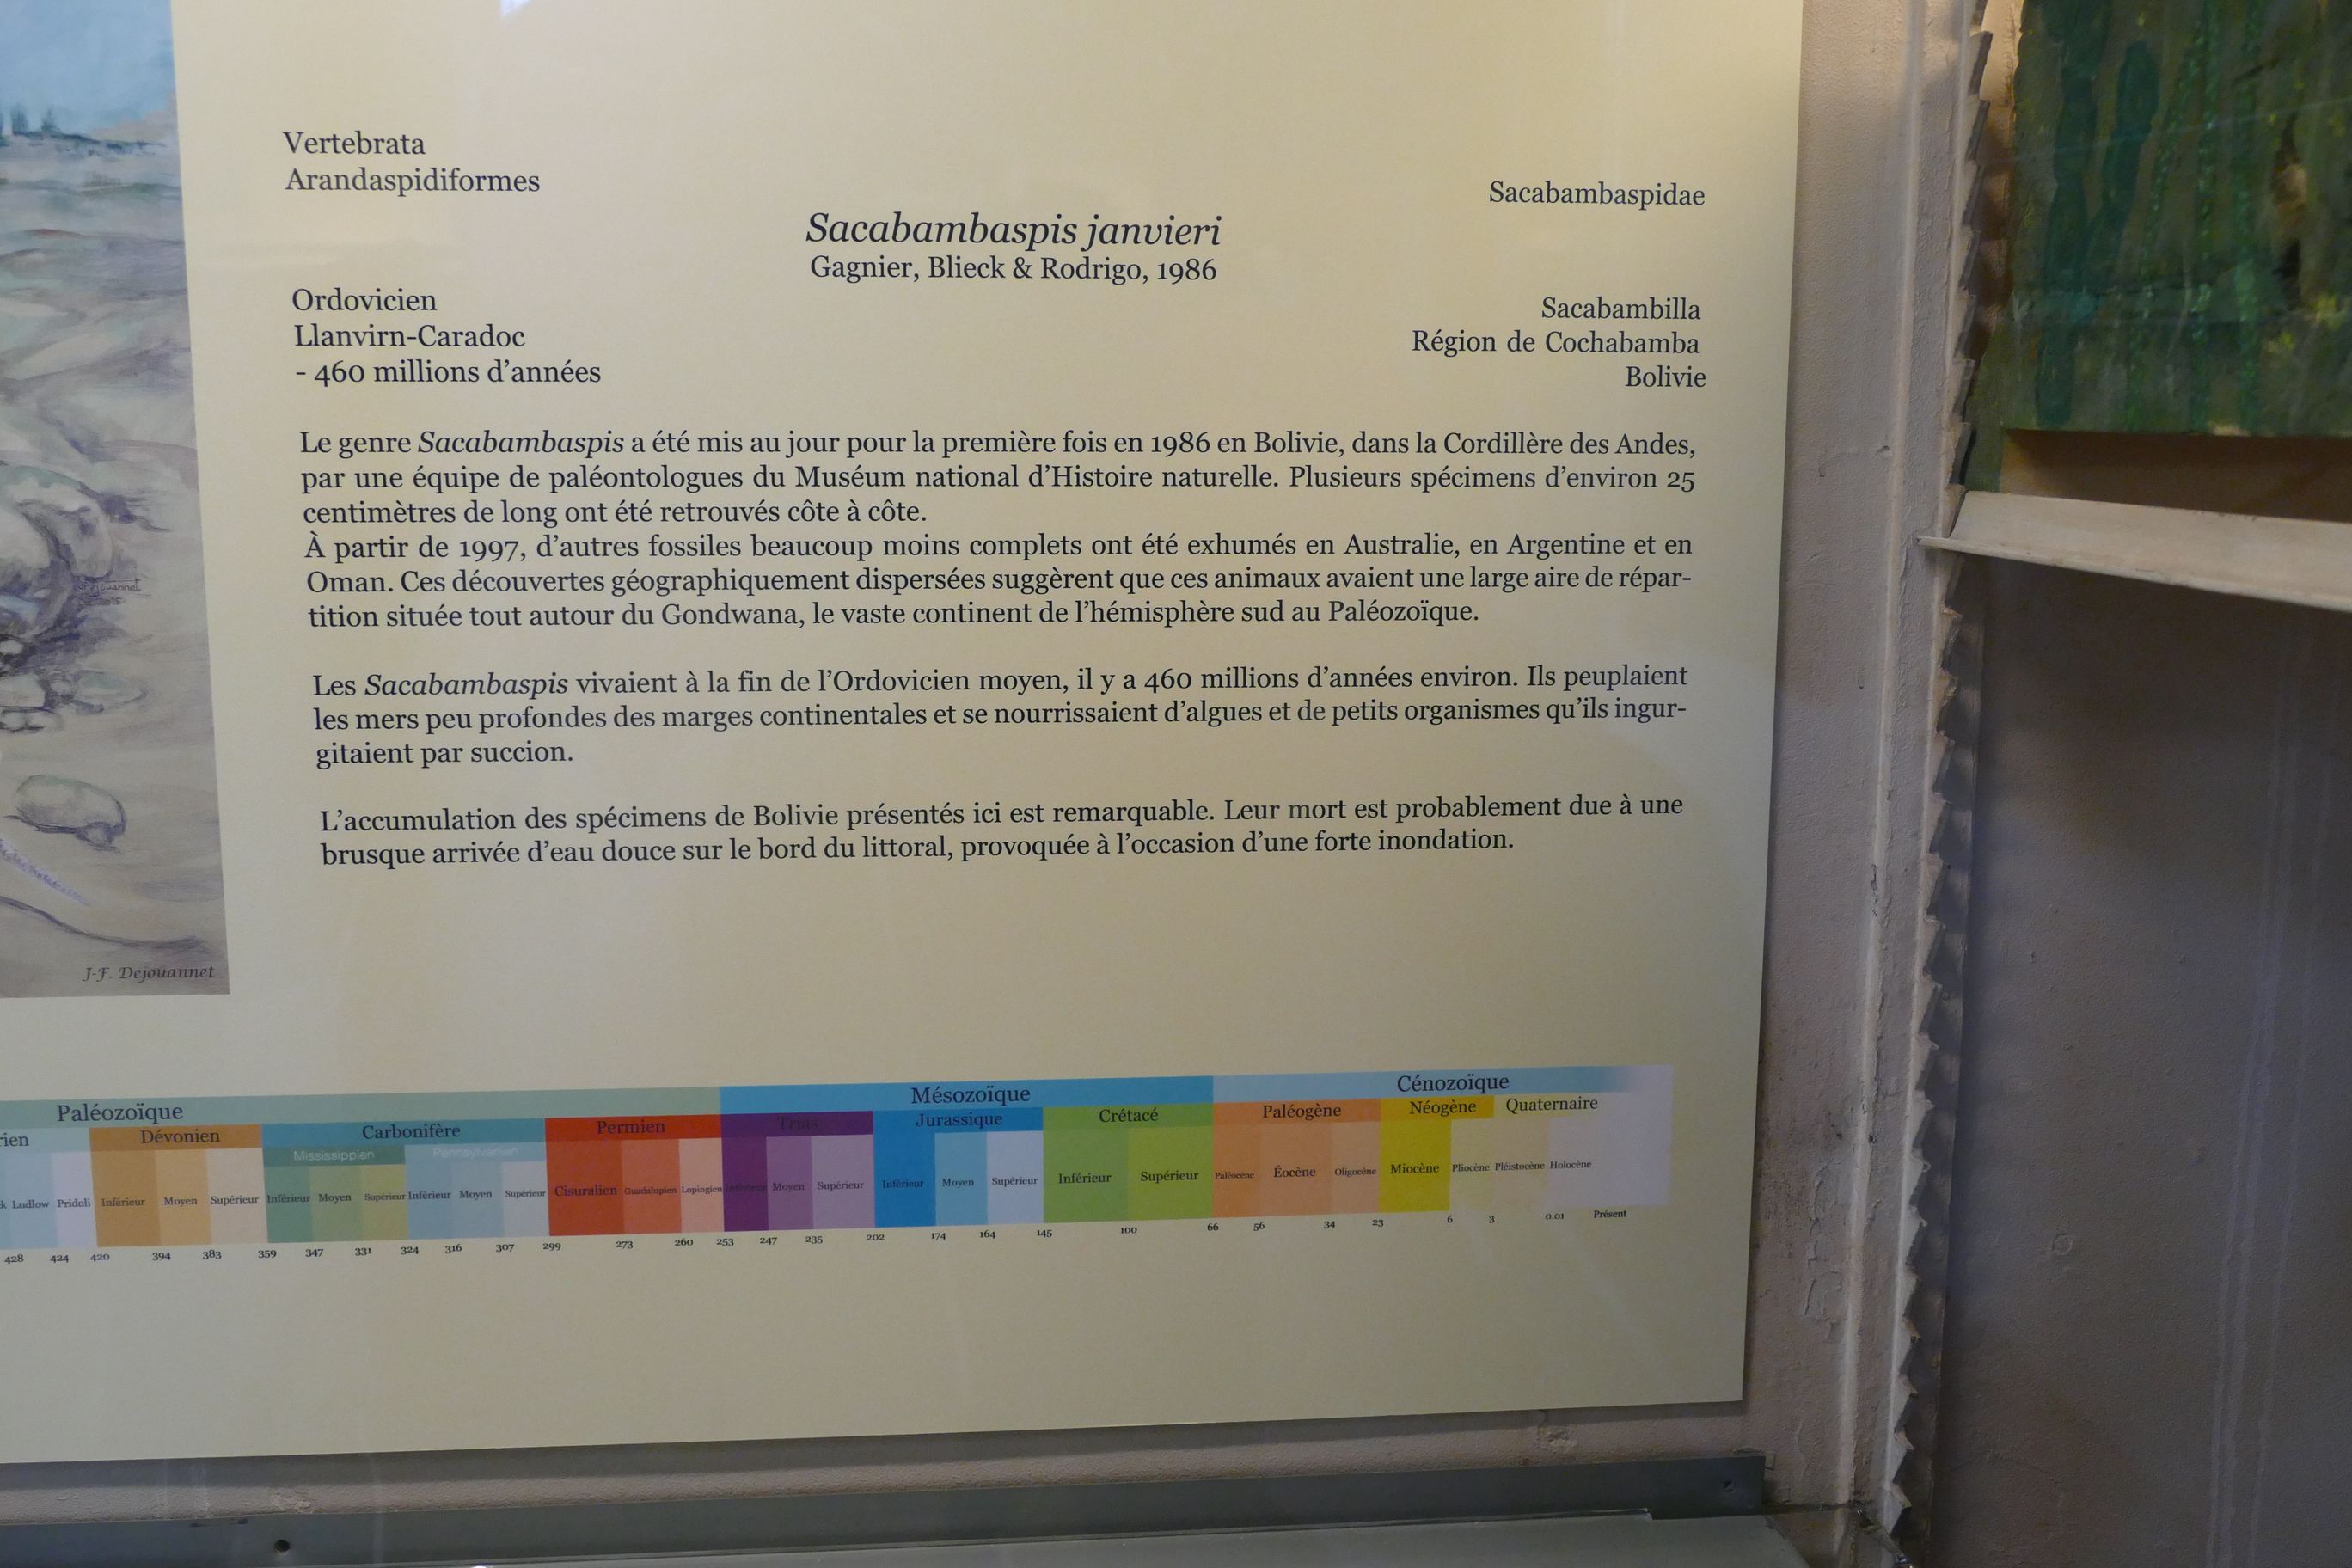 Vertebrata
Arandaspidiformes
Sacabambaspidae
Sacabambaspis janvieri
Gagnier, Blieck & Rodrigo, 1986
Ordovicien
Llanvirn-Caradoc
- 460 millions d’années
Sacabambilla
Région de Cochabamba
Bolivie
Le genre Sacabambaspis a été mis au jour pour la première fois en 1986 en Bolivie, dans la Cordillère des Andes,
par une équipe de paléontologues du Muséum national d’Histoire naturelle. Plusieurs spécimens d’environ 25
centimètres de long ont été retrouvés côte à côte.
À partir de 1997, d’autres fossiles beaucoup moins complets ont été exhumés en Australie, en Argentine et en
Oman. Ces découvertes géographiquement dispersées suggèrent que ces animaux avaient une large aire de répar-
tition située tout autour du Gondwana, le vaste continent de l’hémisphère sud au Paléozoïque.
Les Sacabambaspis vivaient à la fin de l’Ordovicien moyen, il y a 460 millions d’années environ. Ils peuplaient
les mers peu profondes des marges continentales et se nourrissaient d’algues et de petits organismes qu’ils ingur-
gitaient par succion.
L’accumulation des spécimens de Bolivie présentés ici est remarquable. Leur mort est probablement due à une
brusque arrivée d’eau douce sur le bord du littoral, provoquée à l’occasion d’une forte inondation.
J-F. Dejouannet
Paléozoïque Mésozoïque Cénozoïque
rien Dévonien Carbonifère Permien Trias Jurassique Crétacé Paléogène Néogène Quaternaire
Mississippien Pennsylvanien
k Ludlow Pridoli Inférieur Moyen Supérieur Inférieur Moyen Supérieur Inférieur Moyen Supérieur Cisuralien Guadalupien Lopingien Inférieur Moyen Supérieur Inférieur Moyen Supérieur Inférieur Supérieur Paléocène Éocène Oligocène Miocène Pliocène Pléistocène Holocène
428 424 420 394 383 359 347 331 324 316 307 299 273 260 253 247 235 202 174 164 145 100 66 56 34 23 6 3 0.01 Présent